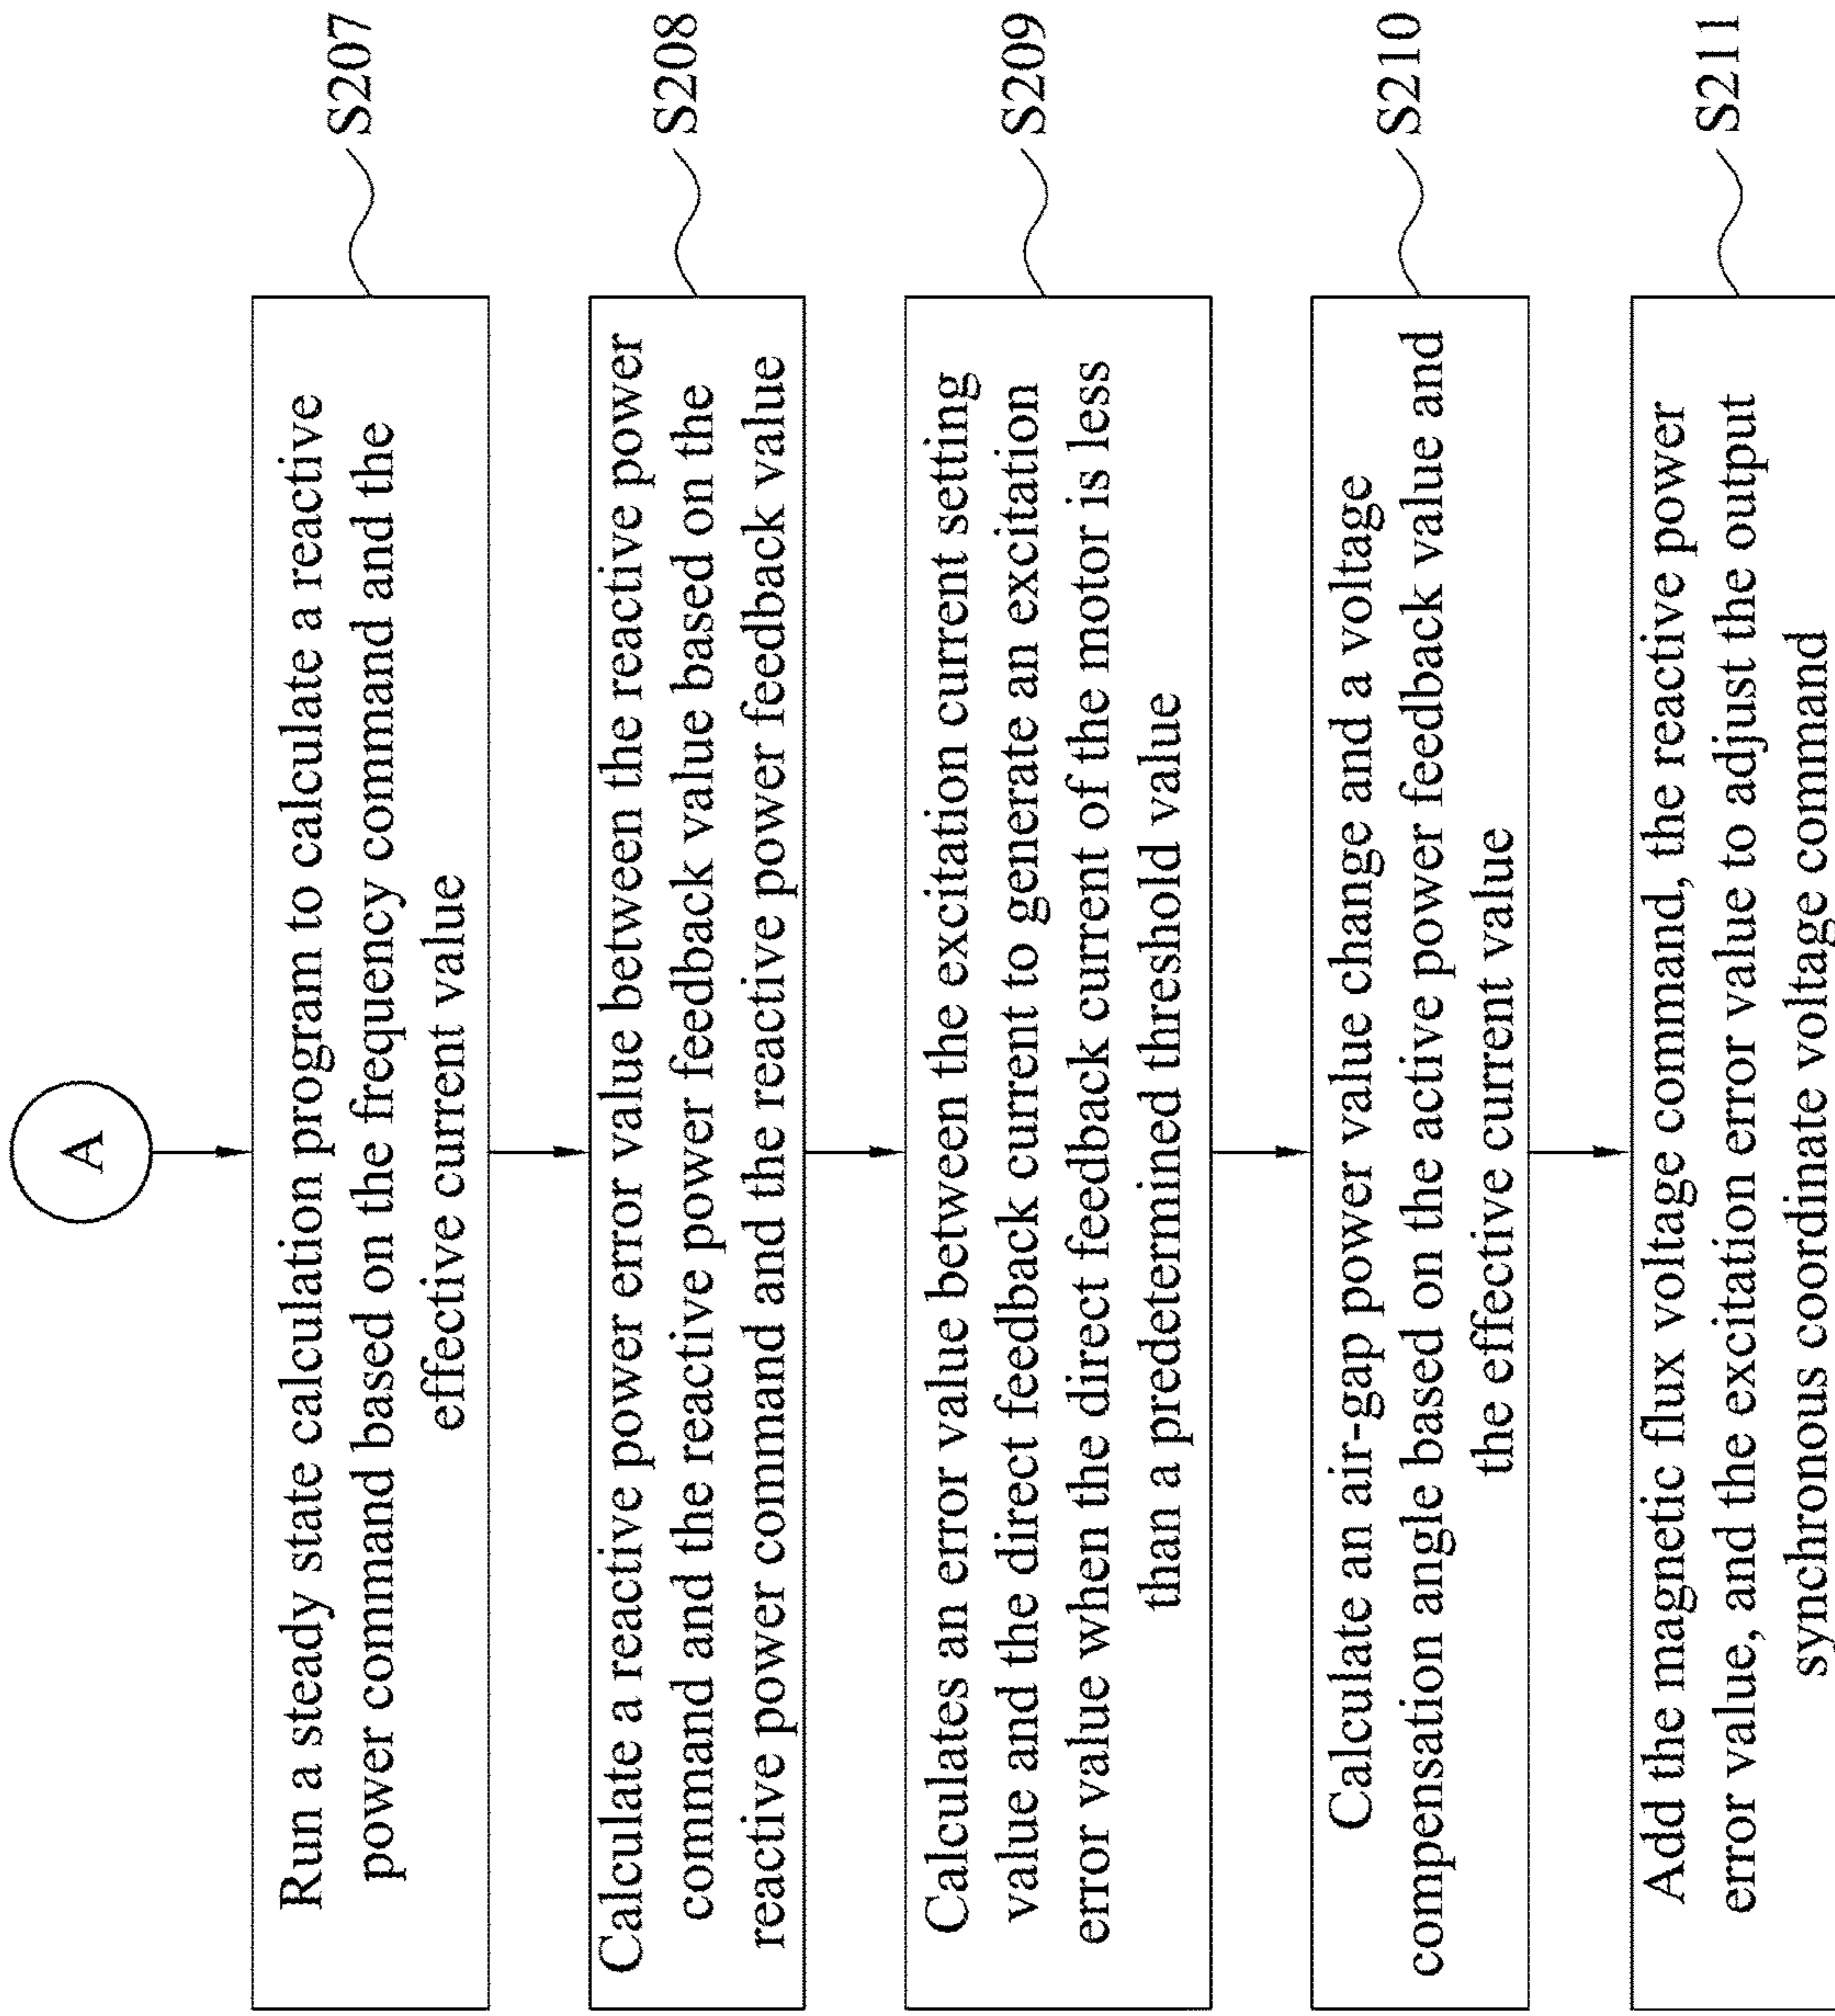 A
Run a steady state calculation program to calculate a reactive
power command based on the frequency command and the
effective current value
S207
Calculate a reactive power error value between the reactive power
command and the reactive power feedback value based on the
reactive power command and the reactive power feedback value
S208
Calculates an error value between the excitation current setting
value and the direct feedback current to generate an excitation
error value when the direct feedback current of the motor is less
than a predetermined threshold value
S209
Calculate an air-gap power value change and a voltage
compensation angle based on the active power feedback value and
the effective current value
S210
Add the magnetic flux voltage command, the reactive power
error value, and the excitation error value to adjust the output
synchronous coordinate voltage command
S211